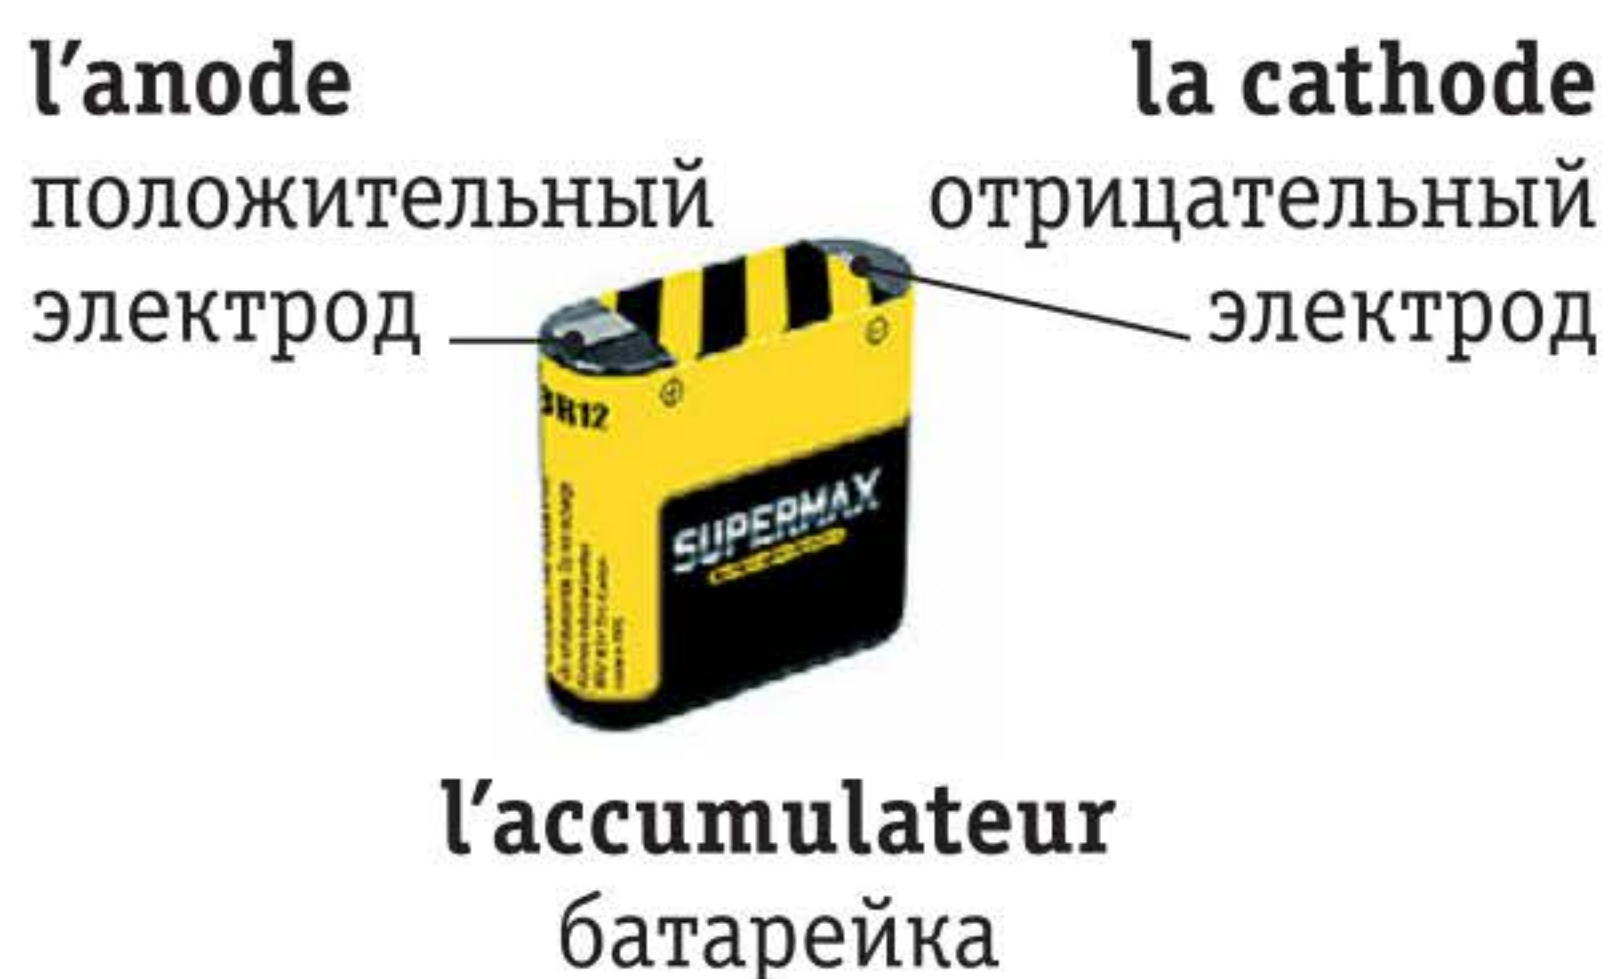 l′anode
положительный
электрод
la cathode
отрицательный
электрод
3R12
SUPERMAX
l′accumulateur
батарейка